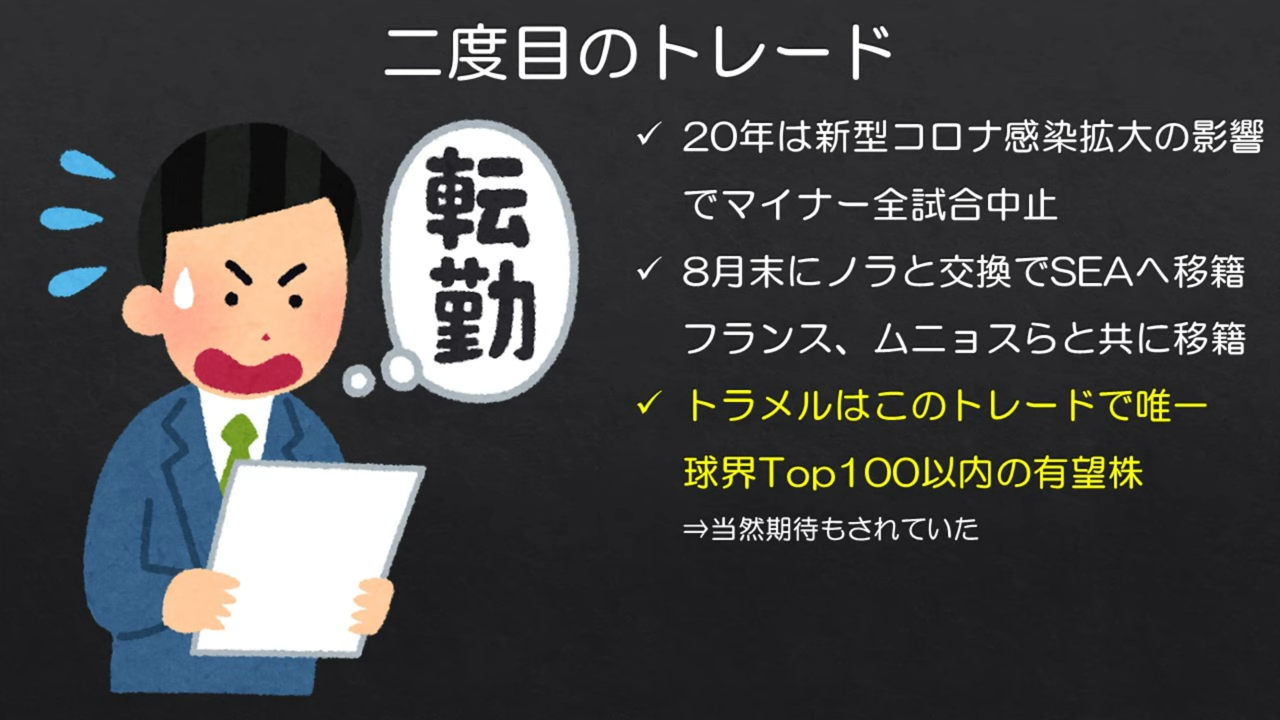 二度目のトレード
転勤
✓ 20年は新型コロナ感染拡大の影響
でマイナー全試合中止
✓ 8月末にノラと交換でSEAへ移籍
フランス、ムニョスらと共に移籍
✓ トラメルはこのトレードで唯一
球界Top100以内の有望株
⇒当然期待もされていた